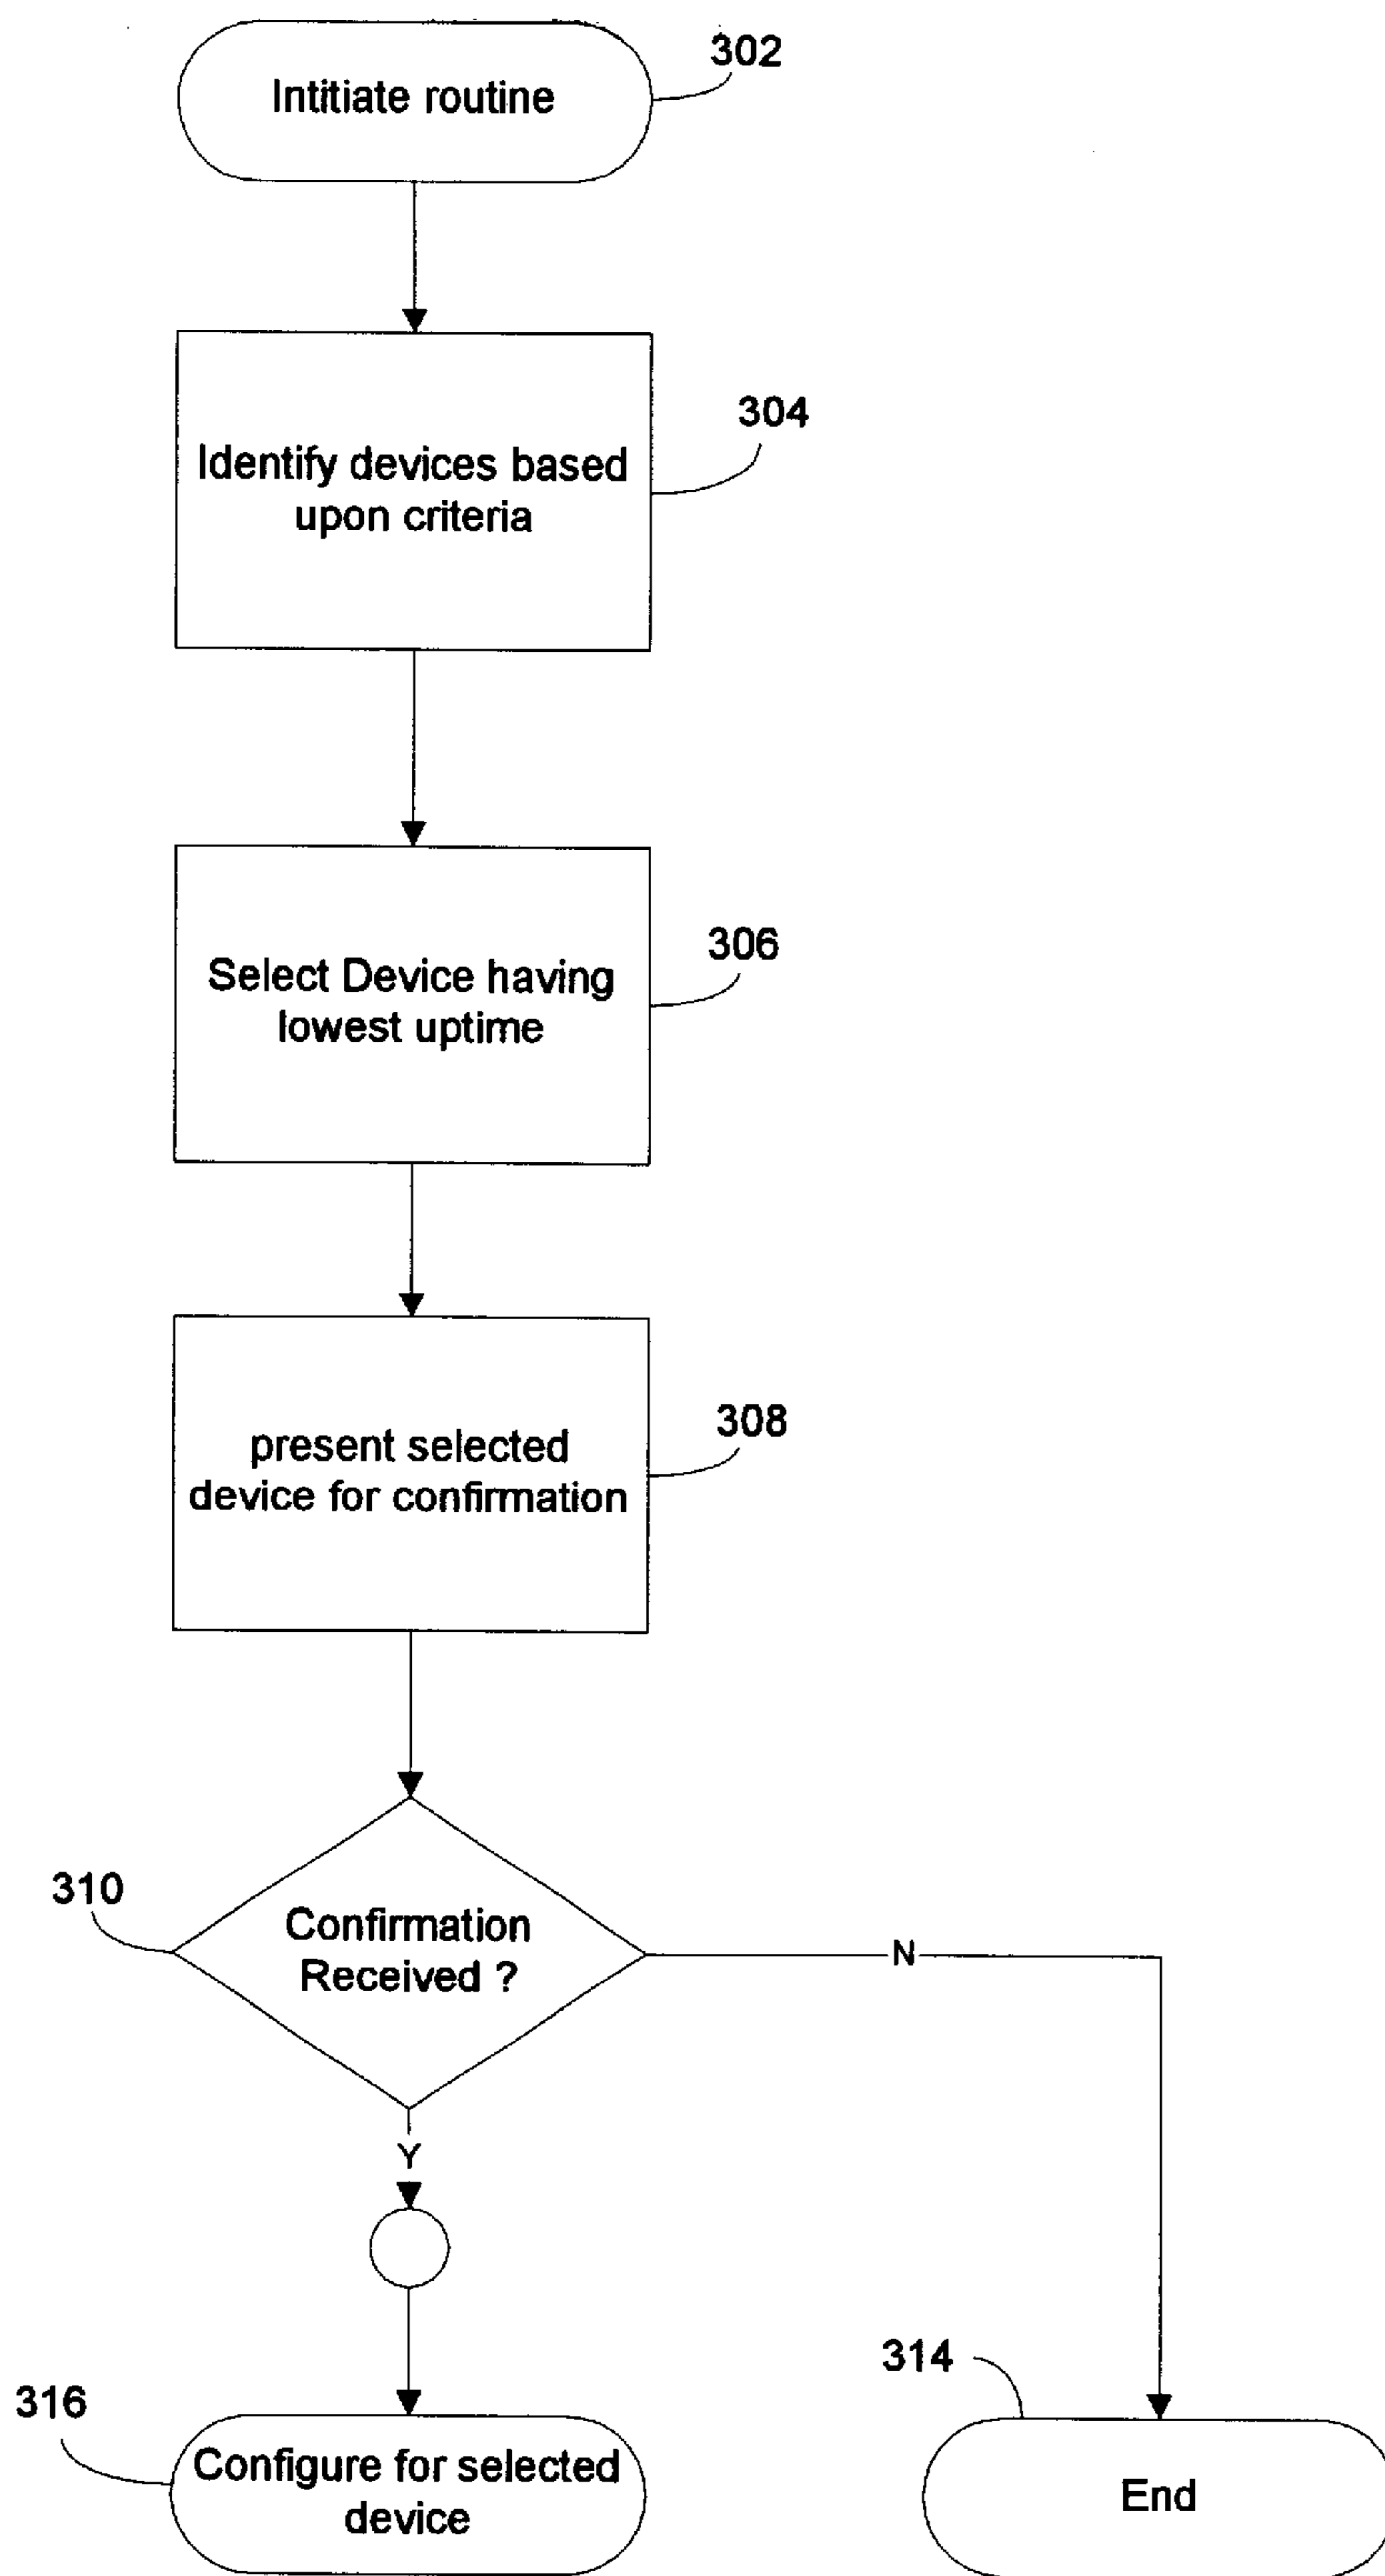 302
Intitiate routine
304
Identify devices based
upon criteria
306
Select Device having
lowest uptime
308
present selected
device for confirmation
310
Confirmation
Received ?
N
Y
314
316
Configure for selected
device
End